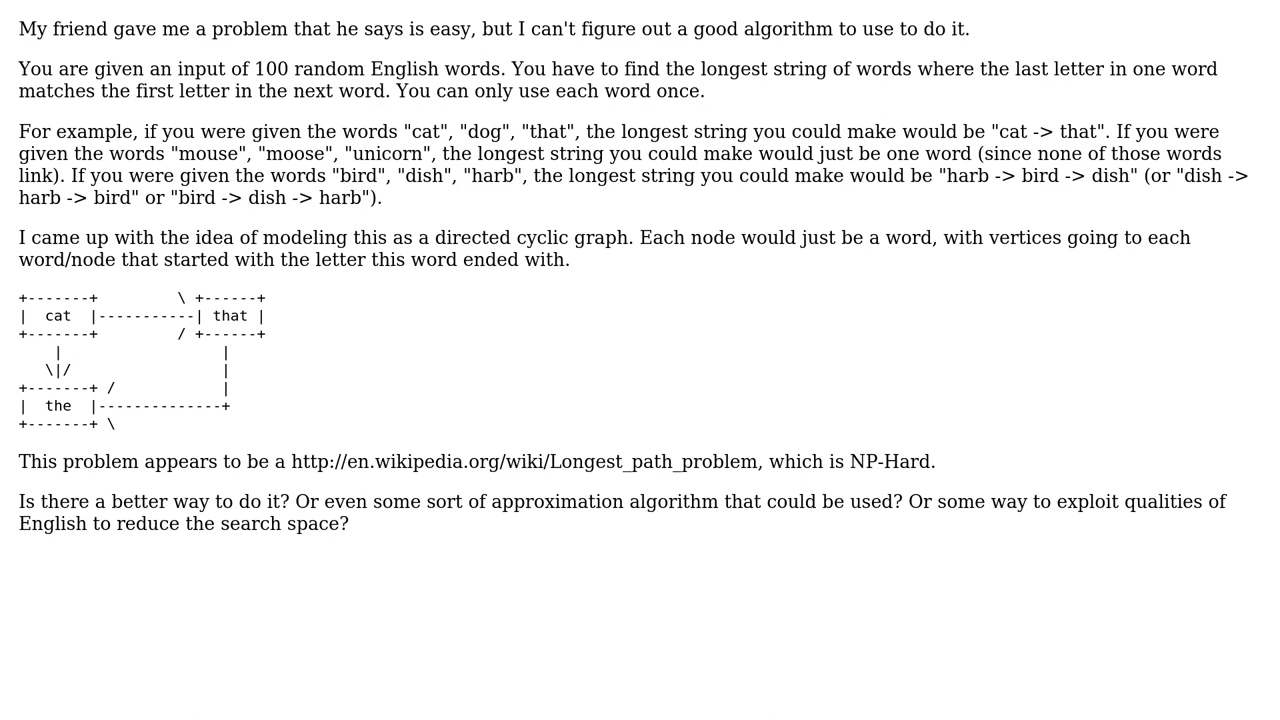 My friend gave me a problem that he says is easy, but I can't figure out a good algorithm to use to do it.
You are given an input of 100 random English words. You have to find the longest string of words where the last letter in one word
matches the first letter in the next word. You can only use each word once.
For example, if you were given the words "cat", "dog", "that", the longest string you could make would be "cat -> that". If you were
given the words "mouse", "moose", "unicorn", the longest string you could make would just be one word (since none of those words
link). If you were given the words "bird", "dish", "harb", the longest string you could make would be "harb -> bird -> dish" (or "dish ->
harb -> bird" or "bird -> dish -> harb").
I came up with the idea of modeling this as a directed cyclic graph. Each node would just be a word, with vertices going to each
word/node that started with the letter this word ended with.
+-------+         \ +------+
|  cat  |-----------| that |
+-------+         / +------+
    |                  |
   \|/                 |
+-------+ /            |
|  the  |--------------+
+-------+ \
This problem appears to be a http://en.wikipedia.org/wiki/Longest_path_problem, which is NP-Hard.
Is there a better way to do it? Or even some sort of approximation algorithm that could be used? Or some way to exploit qualities of
English to reduce the search space?